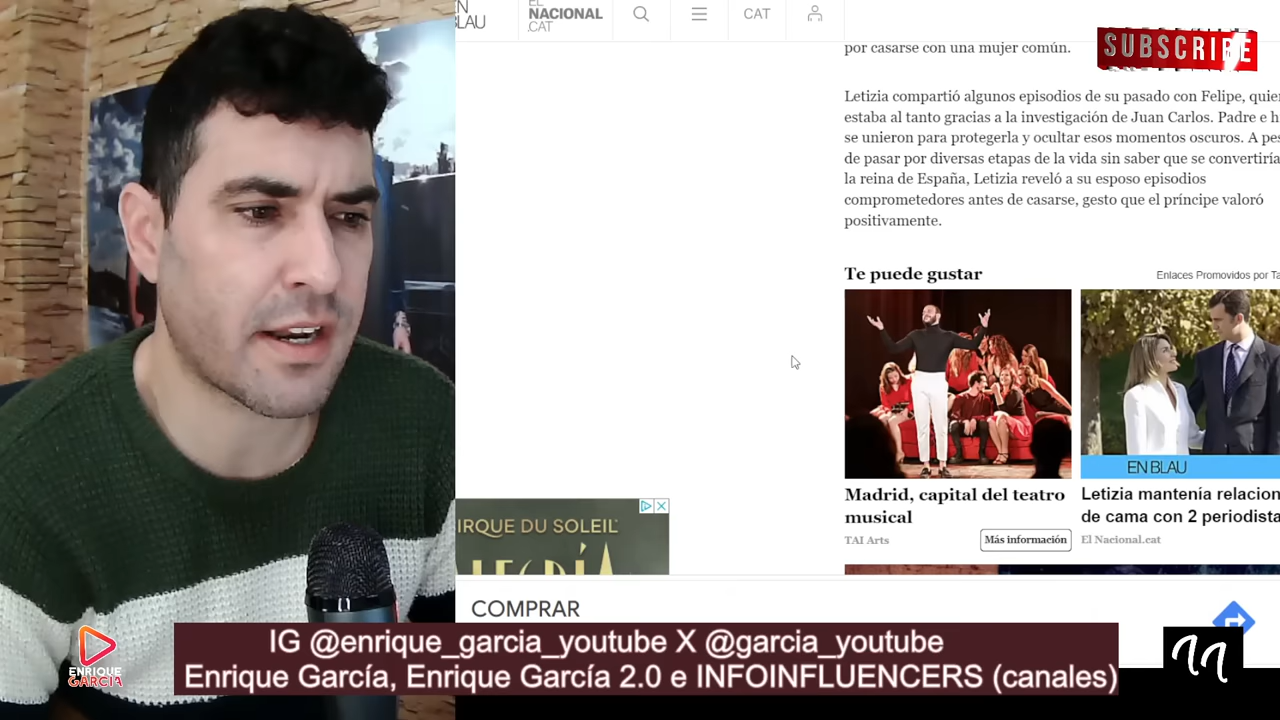 EN
BLAU
EL
NACIONAL
.CAT
CAT
SUBSCRIBE
por casarse con una mujer común.
Letizia compartió algunos episodios de su pasado con Felipe, quien
estaba al tanto gracias a la investigación de Juan Carlos. Padre e h
se unieron para protegerla y ocultar esos momentos oscuros. A pes
de pasar por diversas etapas de la vida sin saber que se convertiría
la reina de España, Letizia reveló a su esposo episodios
comprometedores antes de casarse, gesto que el príncipe valoró
positivamente.
Te puede gustar
Enlaces Promovidos por Ta
EN BLAU
Madrid, capital del teatro
musical
TAI Arts
Más información
Letizia mantenía relacion
de cama con 2 periodista
El Nacional.cat
IRQUE DU SOLEIL
LEGRÍA
COMPRAR
IG @enrique_garcia_youtube X @garcia_youtube
Enrique García, Enrique García 2.0 e INFOINFLUENCERS (canales)
ENRIQUE
GARCÍA